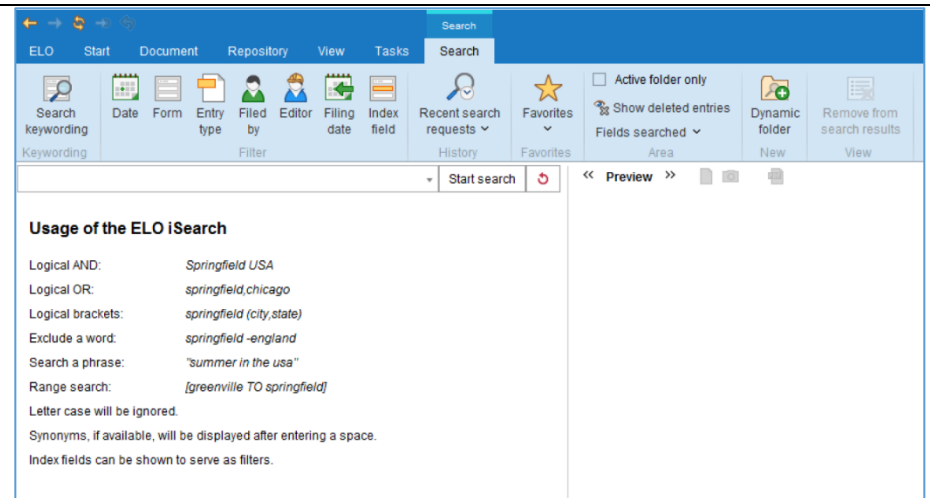 Search
ELO Start Document Repository View Tasks Search
Search keywording
Date
Form
Entry type
Filed by
Editor
Filing date
Index field
Recent search requests
Favorites
Active folder only
Show deleted entries
Fields searched
Dynamic folder
Remove from search results
Keywording Filter History Favorites Area New View
Start search
« Preview »
Usage of the ELO iSearch
Logical AND: Springfield USA
Logical OR: springfield,chicago
Logical brackets: springfield (city,state)
Exclude a word: springfield -england
Search a phrase: "summer in the usa"
Range search: [greenville TO springfield]
Letter case will be ignored.
Synonyms, if available, will be displayed after entering a space.
Index fields can be shown to serve as filters.